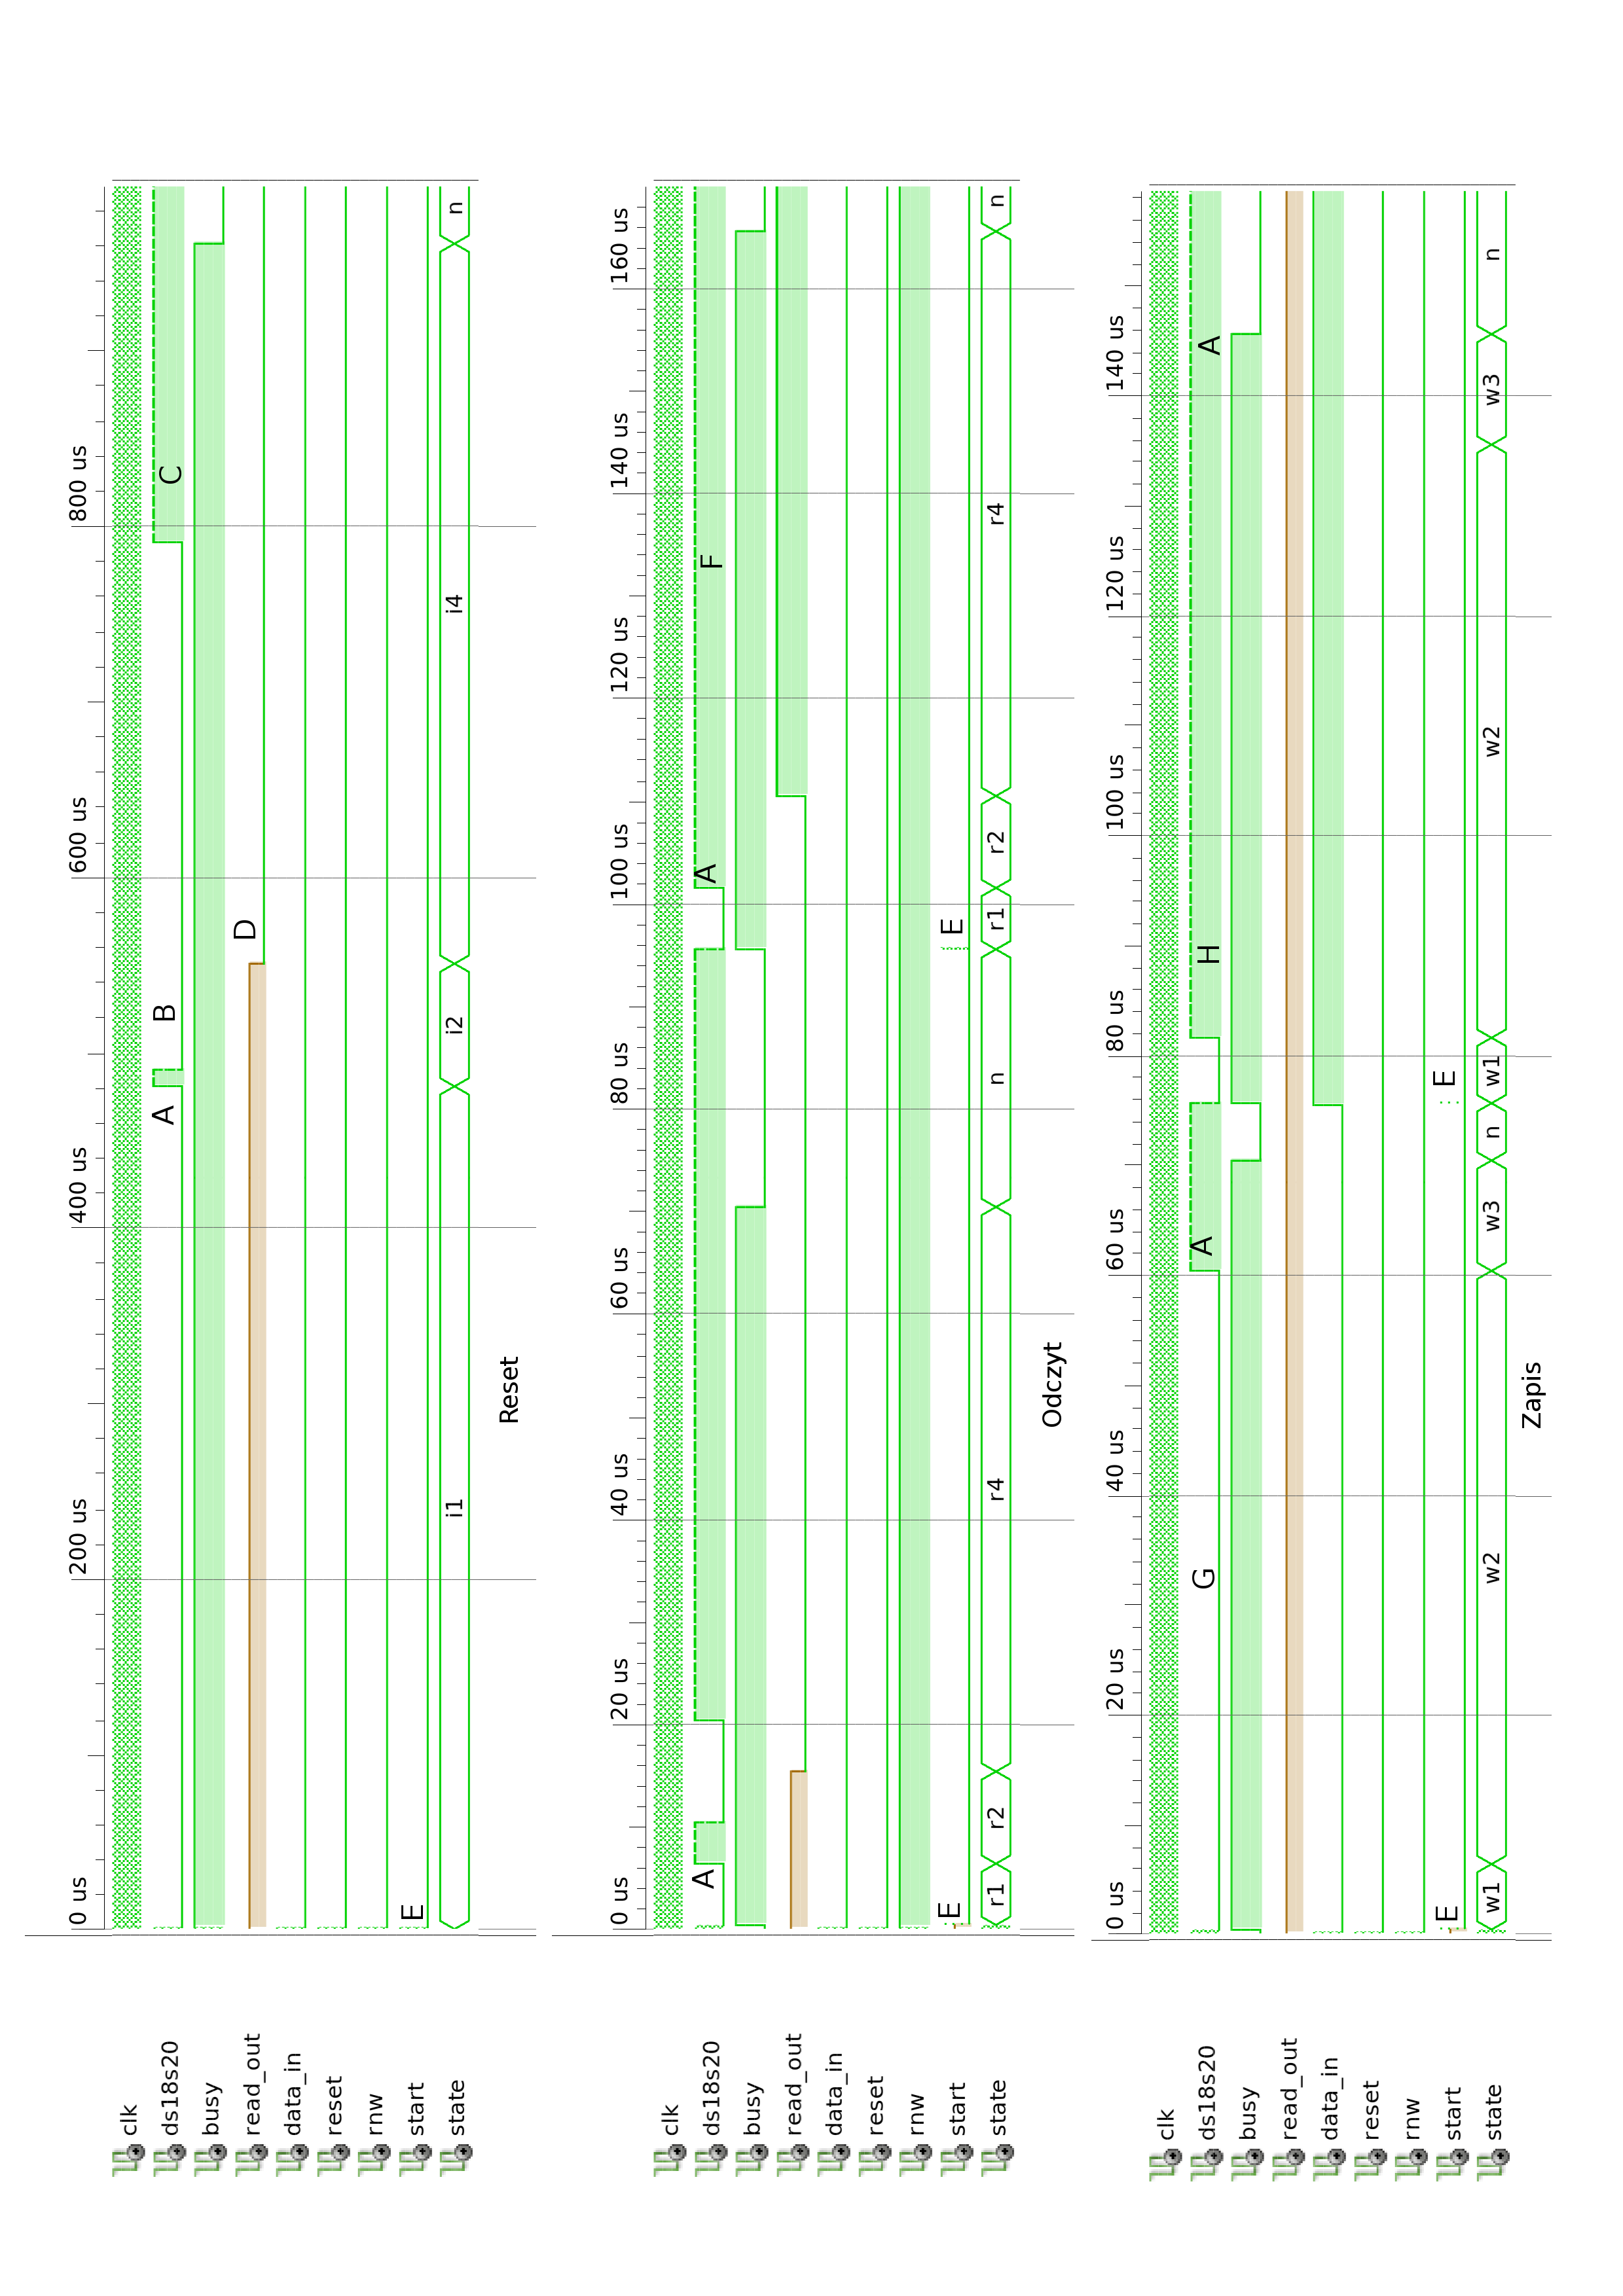 0 us 200 us 400 us 600 us 800 us
clk
ds18s20 A B C
busy
read_out D
data_in
reset
rnw
start E
state i1 i2 i4 n
Reset
0 us 20 us 40 us 60 us 80 us 100 us 120 us 140 us 160 us
clk
ds18s20 A A F
busy
read_out
data_in
reset
rnw
start E E
state r1 r2 r4 n r1 r2 r4 n
Odczyt
0 us 20 us 40 us 60 us 80 us 100 us 120 us 140 us
clk
ds18s20 G A H A
busy
read_out
data_in
reset
rnw
start E E
state w1 w2 w3 n w1 w2 w3 n
Zapis